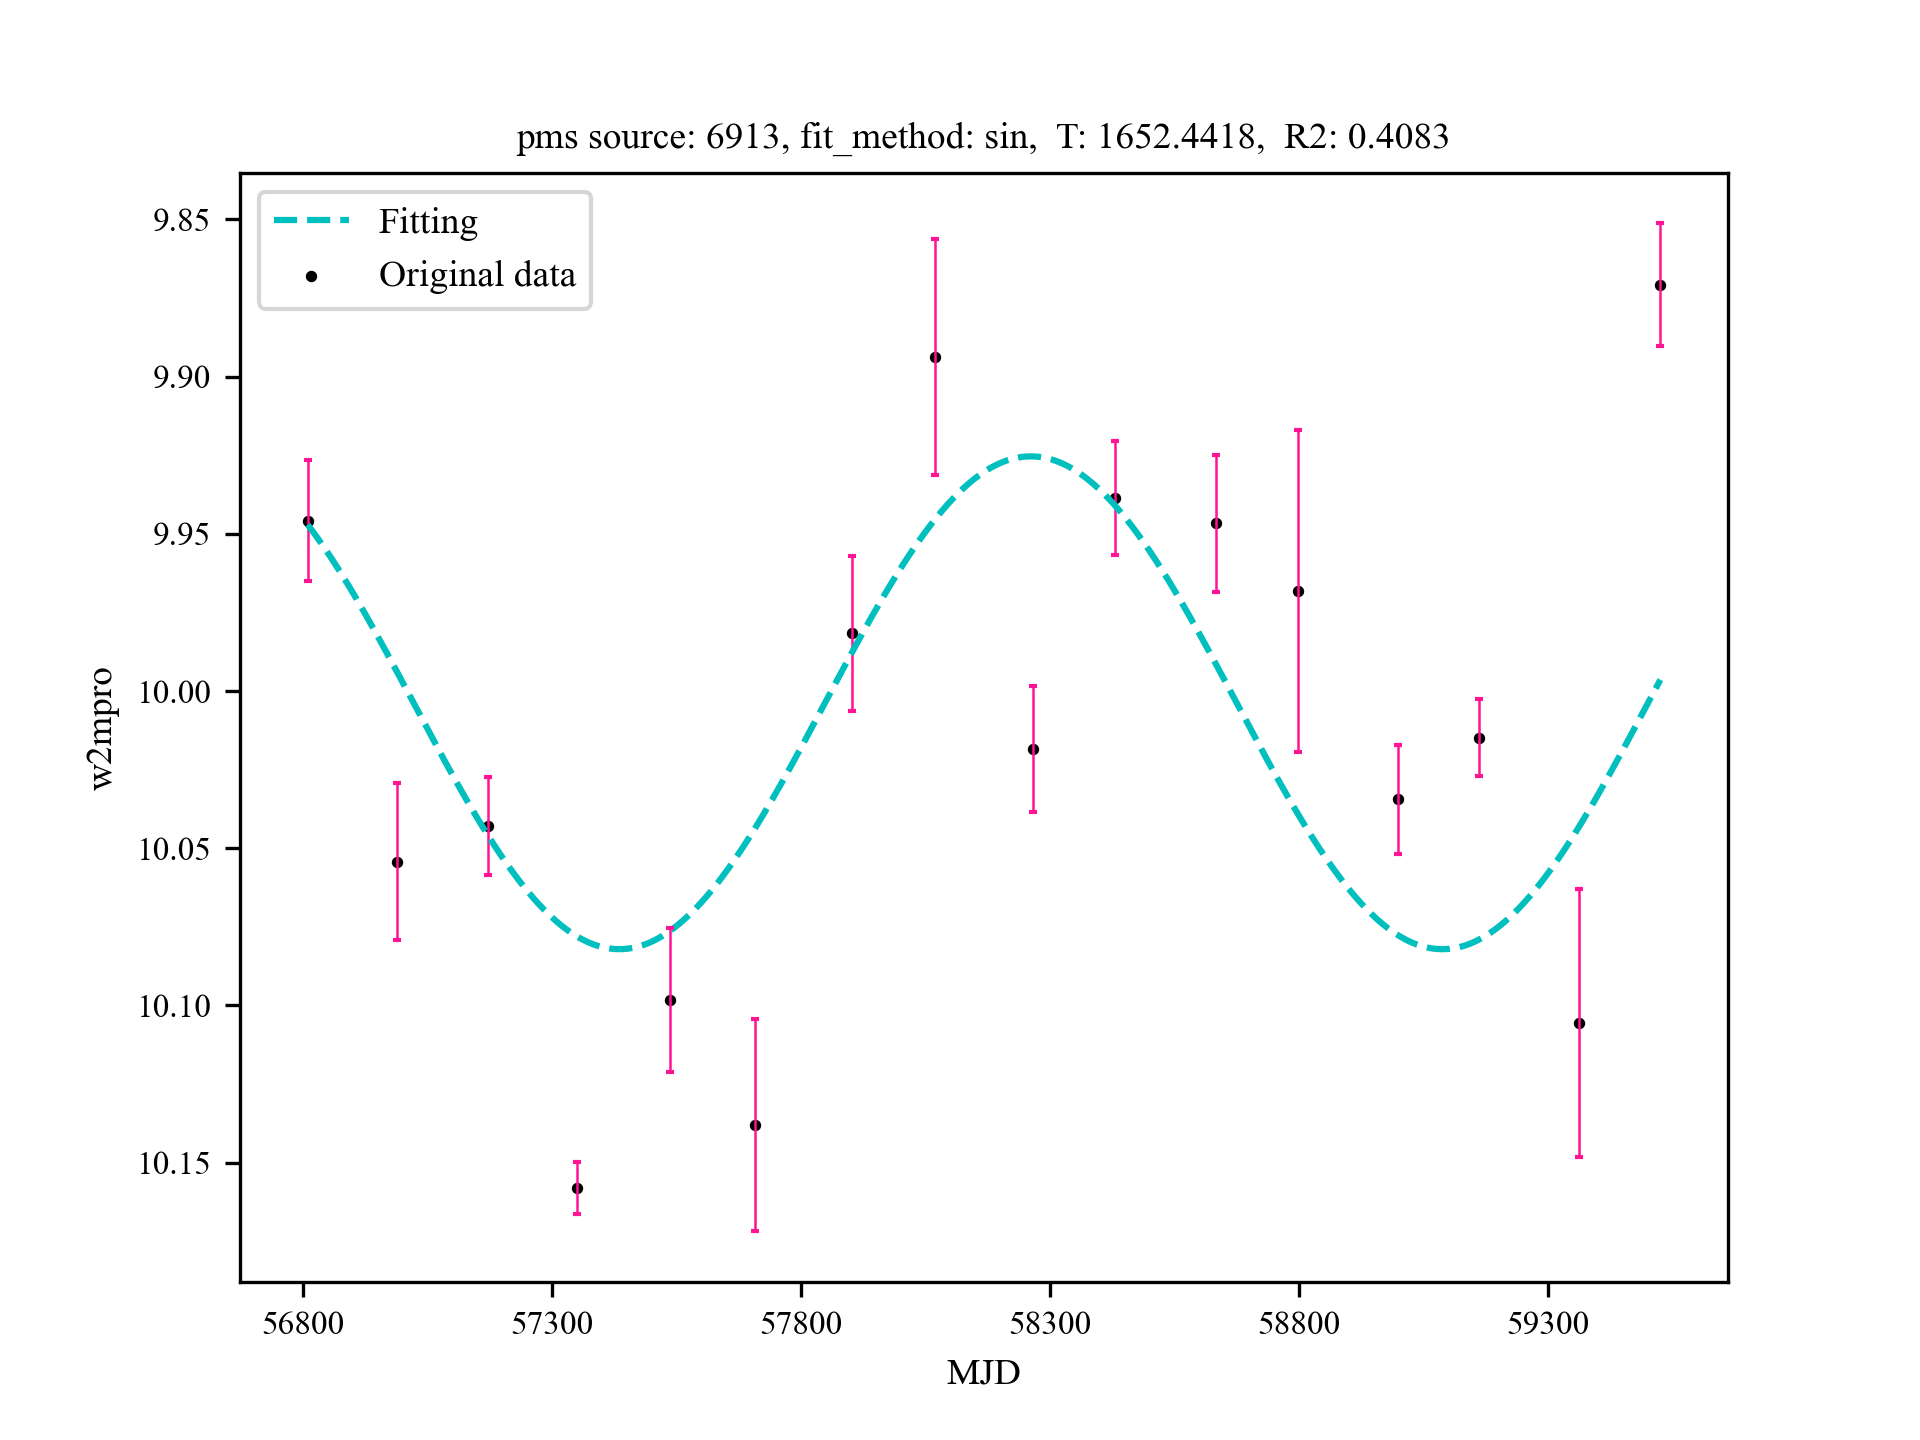 pms source: 6913, fit_method: sin,  T: 1652.4418,  R2: 0.4083
Fitting
Original data
9.85
9.90
9.95
10.00
10.05
10.10
10.15
w2mpro
56800 57300 57800 58300 58800 59300
MJD